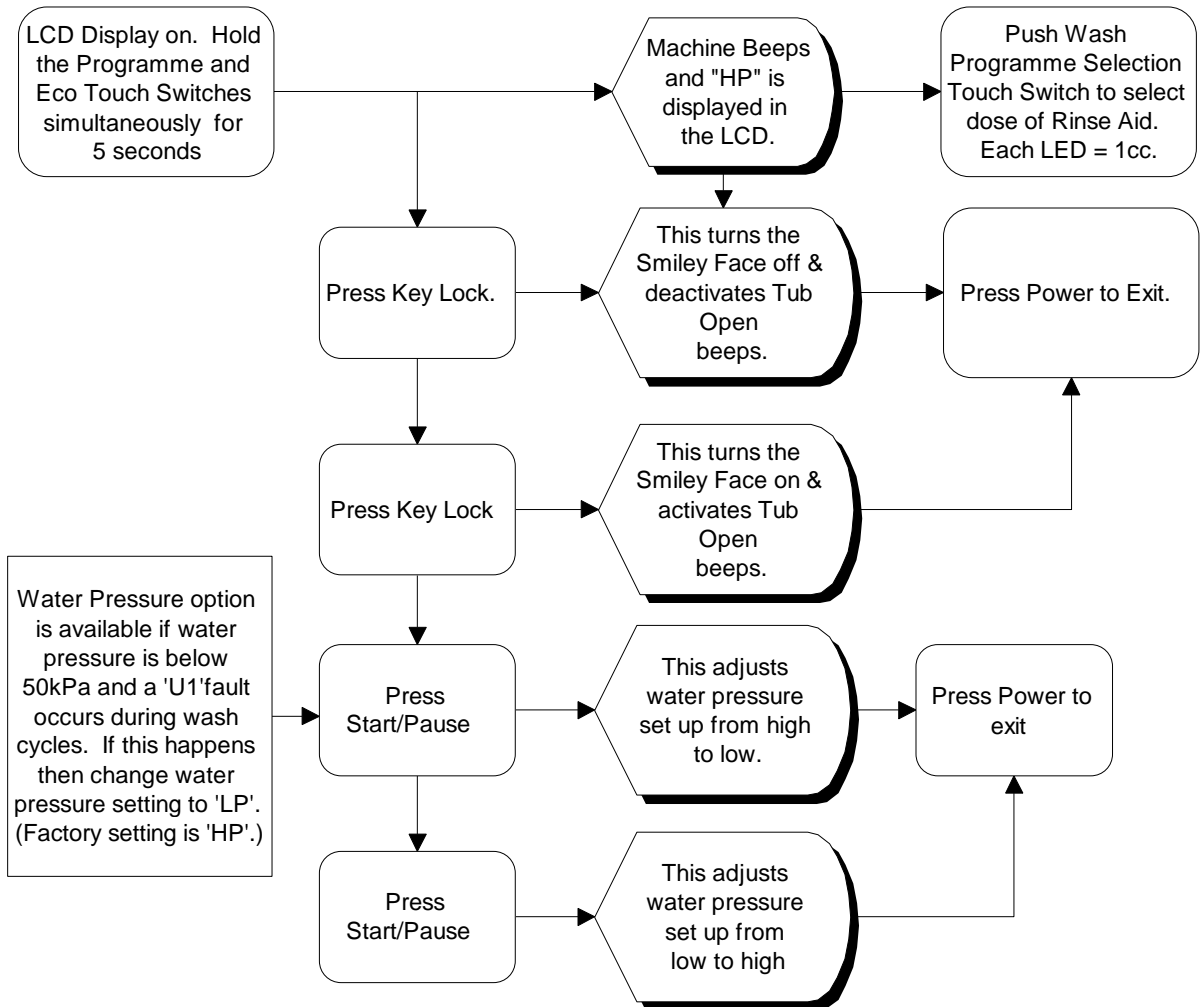 LCD Display on.  Hold
the Programme and
Eco Touch Switches
simultaneously  for
5 seconds
Machine Beeps
and "HP" is
displayed in
the LCD.
Push Wash
Programme Selection
Touch Switch to select
dose of Rinse Aid.
Each LED = 1cc.
Press Key Lock.
This turns the
Smiley Face off &
deactivates Tub
Open
beeps.
Press Power to Exit.
Press Key Lock
This turns the
Smiley Face on &
activates Tub
Open
beeps.
Water Pressure option
is available if water
pressure is below
50kPa and a 'U1'fault
occurs during wash
cycles.  If this happens
then change water
pressure setting to 'LP'.
(Factory setting is 'HP'.)
Press
Start/Pause
This adjusts
water pressure
set up from high
to low.
Press Power to
exit
Press
Start/Pause
This adjusts
water pressure
set up from
low to high